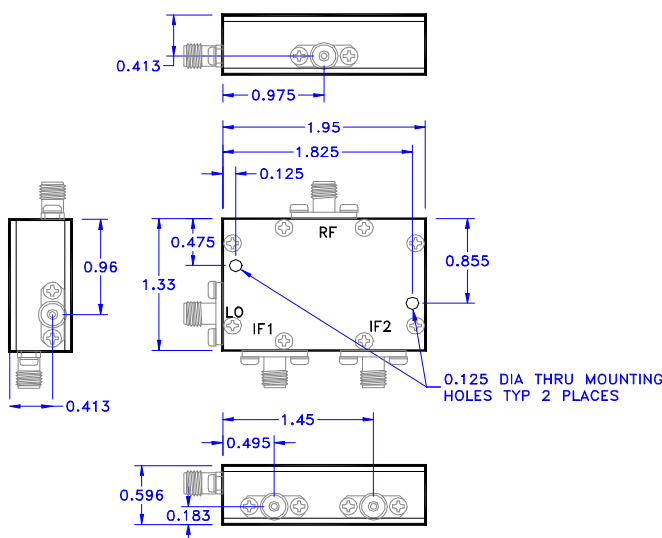 0.413
0.975
1.95
1.825
0.125
RF
0.475
0.96
0.855
1.33
LO
IF1
IF2
0.125 DIA THRU MOUNTING
HOLES TYP 2 PLACES
0.413
1.45
0.495
0.596
0.183